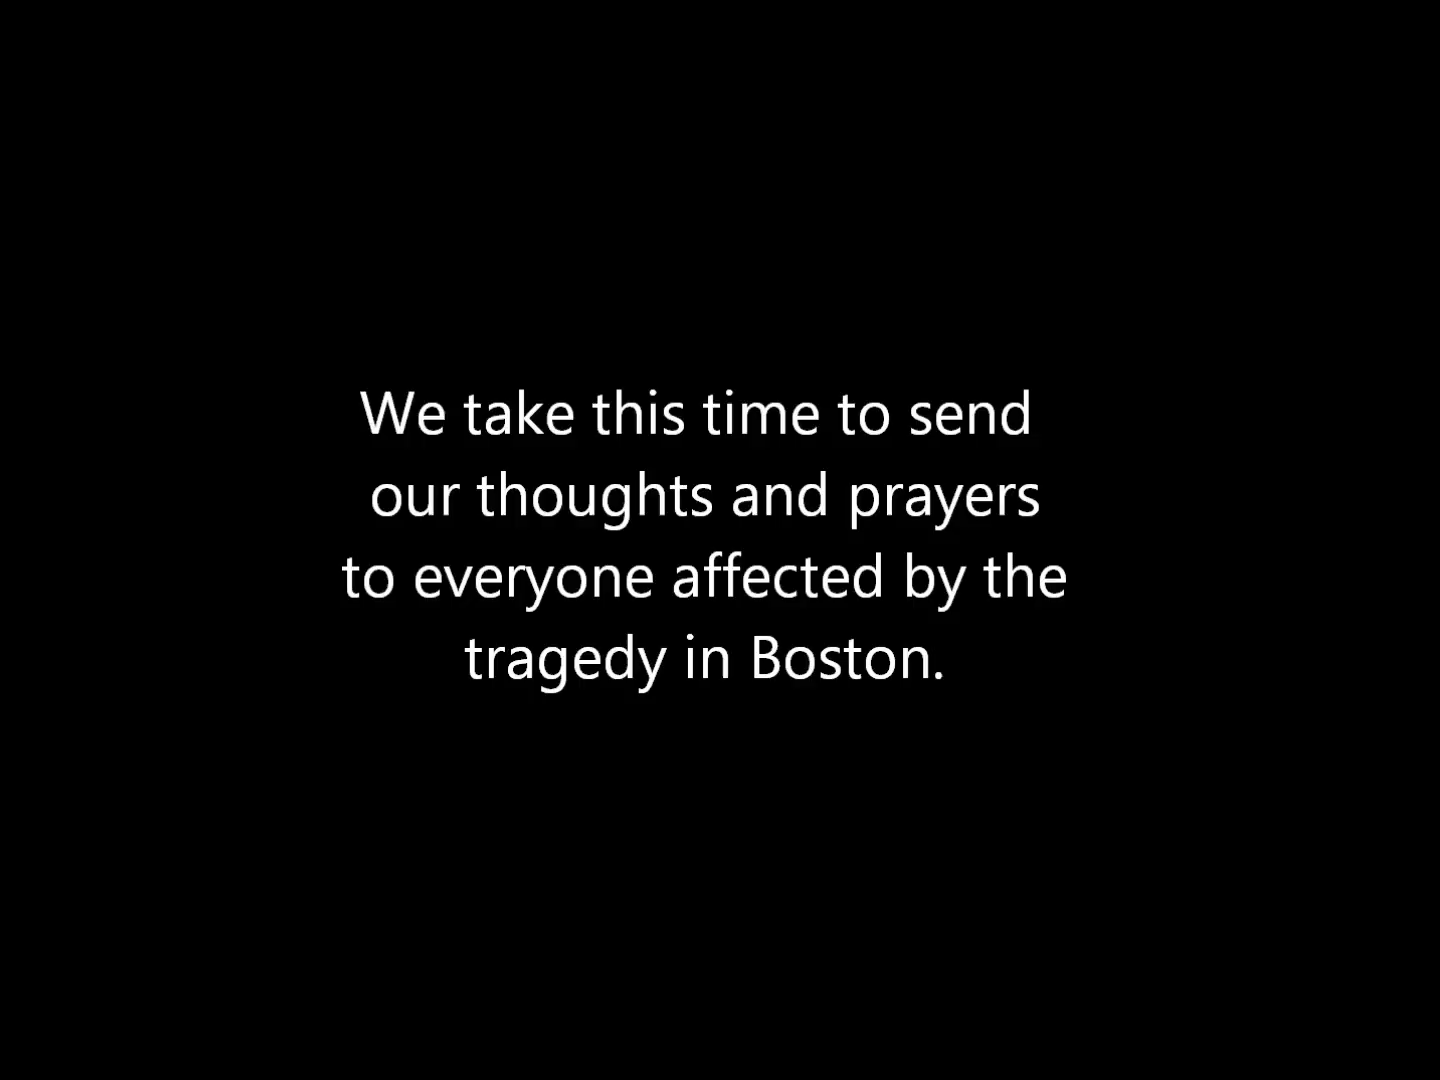 We take this time to send
our thoughts and prayers
to everyone affected by the
tragedy in Boston.